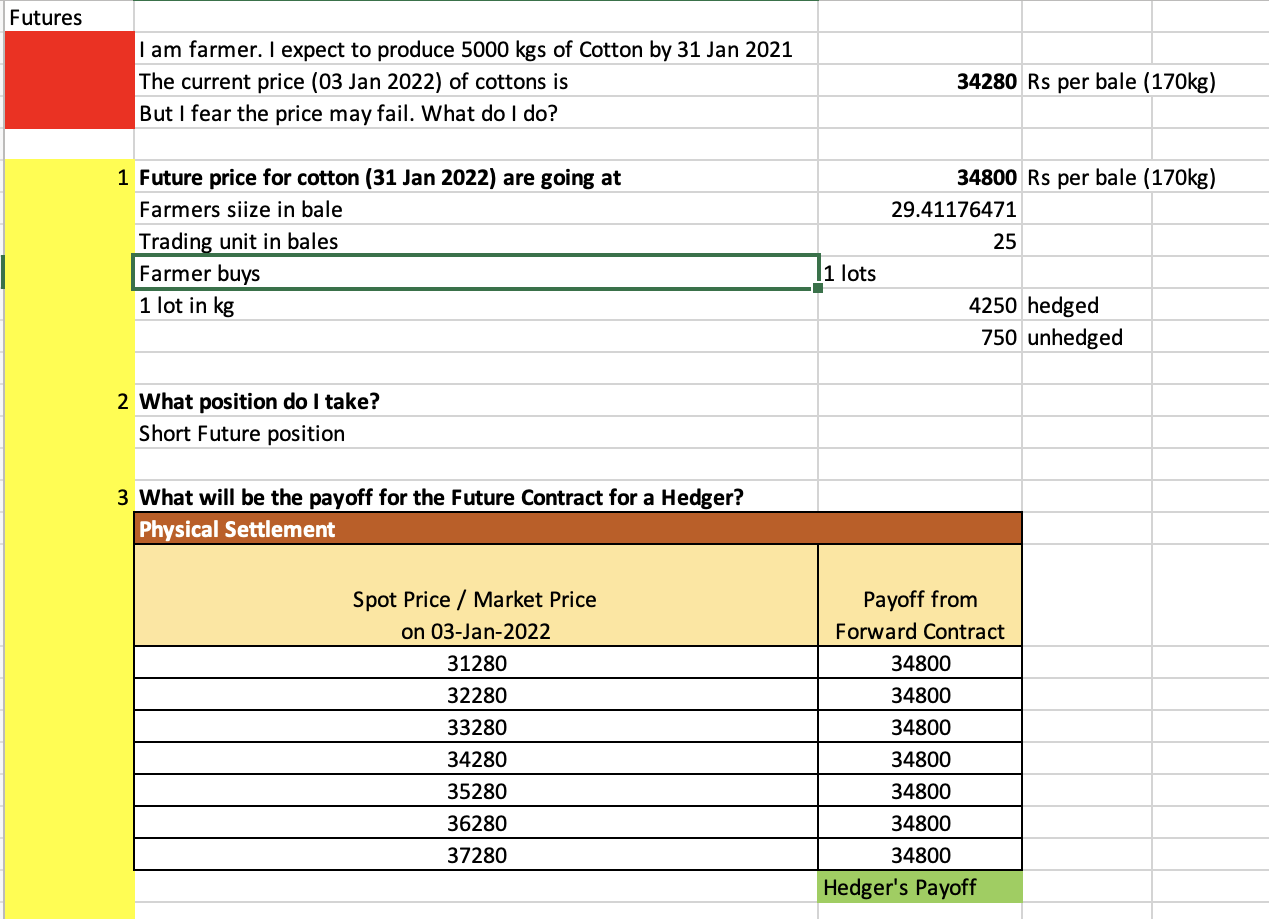 Futures
I am farmer. I expect to produce 5000 kgs of Cotton by 31 Jan 2021
The current price (03 Jan 2022) of cottons is 34280 Rs per bale (170kg)
But I fear the price may fail. What do I do?
1 Future price for cotton (31 Jan 2022) are going at 34800 Rs per bale (170kg)
Farmers siize in bale 29.41176471
Trading unit in bales 25
Farmer buys 1 lots
1 lot in kg 4250 hedged
750 unhedged
2 What position do I take?
Short Future position
3 What will be the payoff for the Future Contract for a Hedger?
Physical Settlement
Spot Price / Market Price
on 03-Jan-2022
Payoff from
Forward Contract
31280 34800
32280 34800
33280 34800
34280 34800
35280 34800
36280 34800
37280 34800
Hedger's Payoff